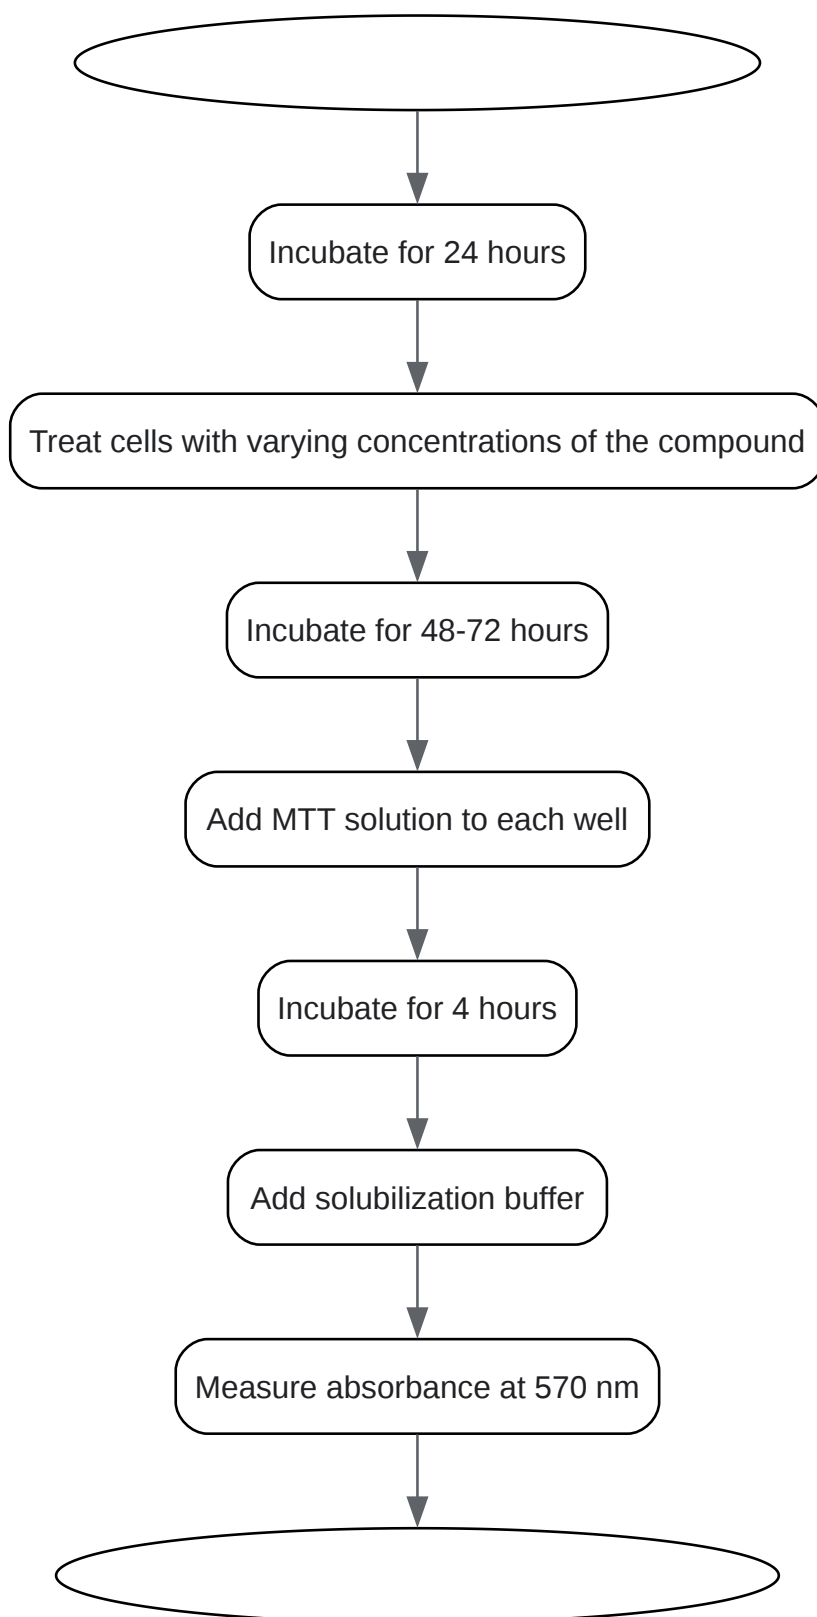 Incubate for 24 hours
Treat cells with varying concentrations of the compound
Incubate for 48-72 hours
Add MTT solution to each well
Incubate for 4 hours
Add solubilization buffer
Measure absorbance at 570 nm